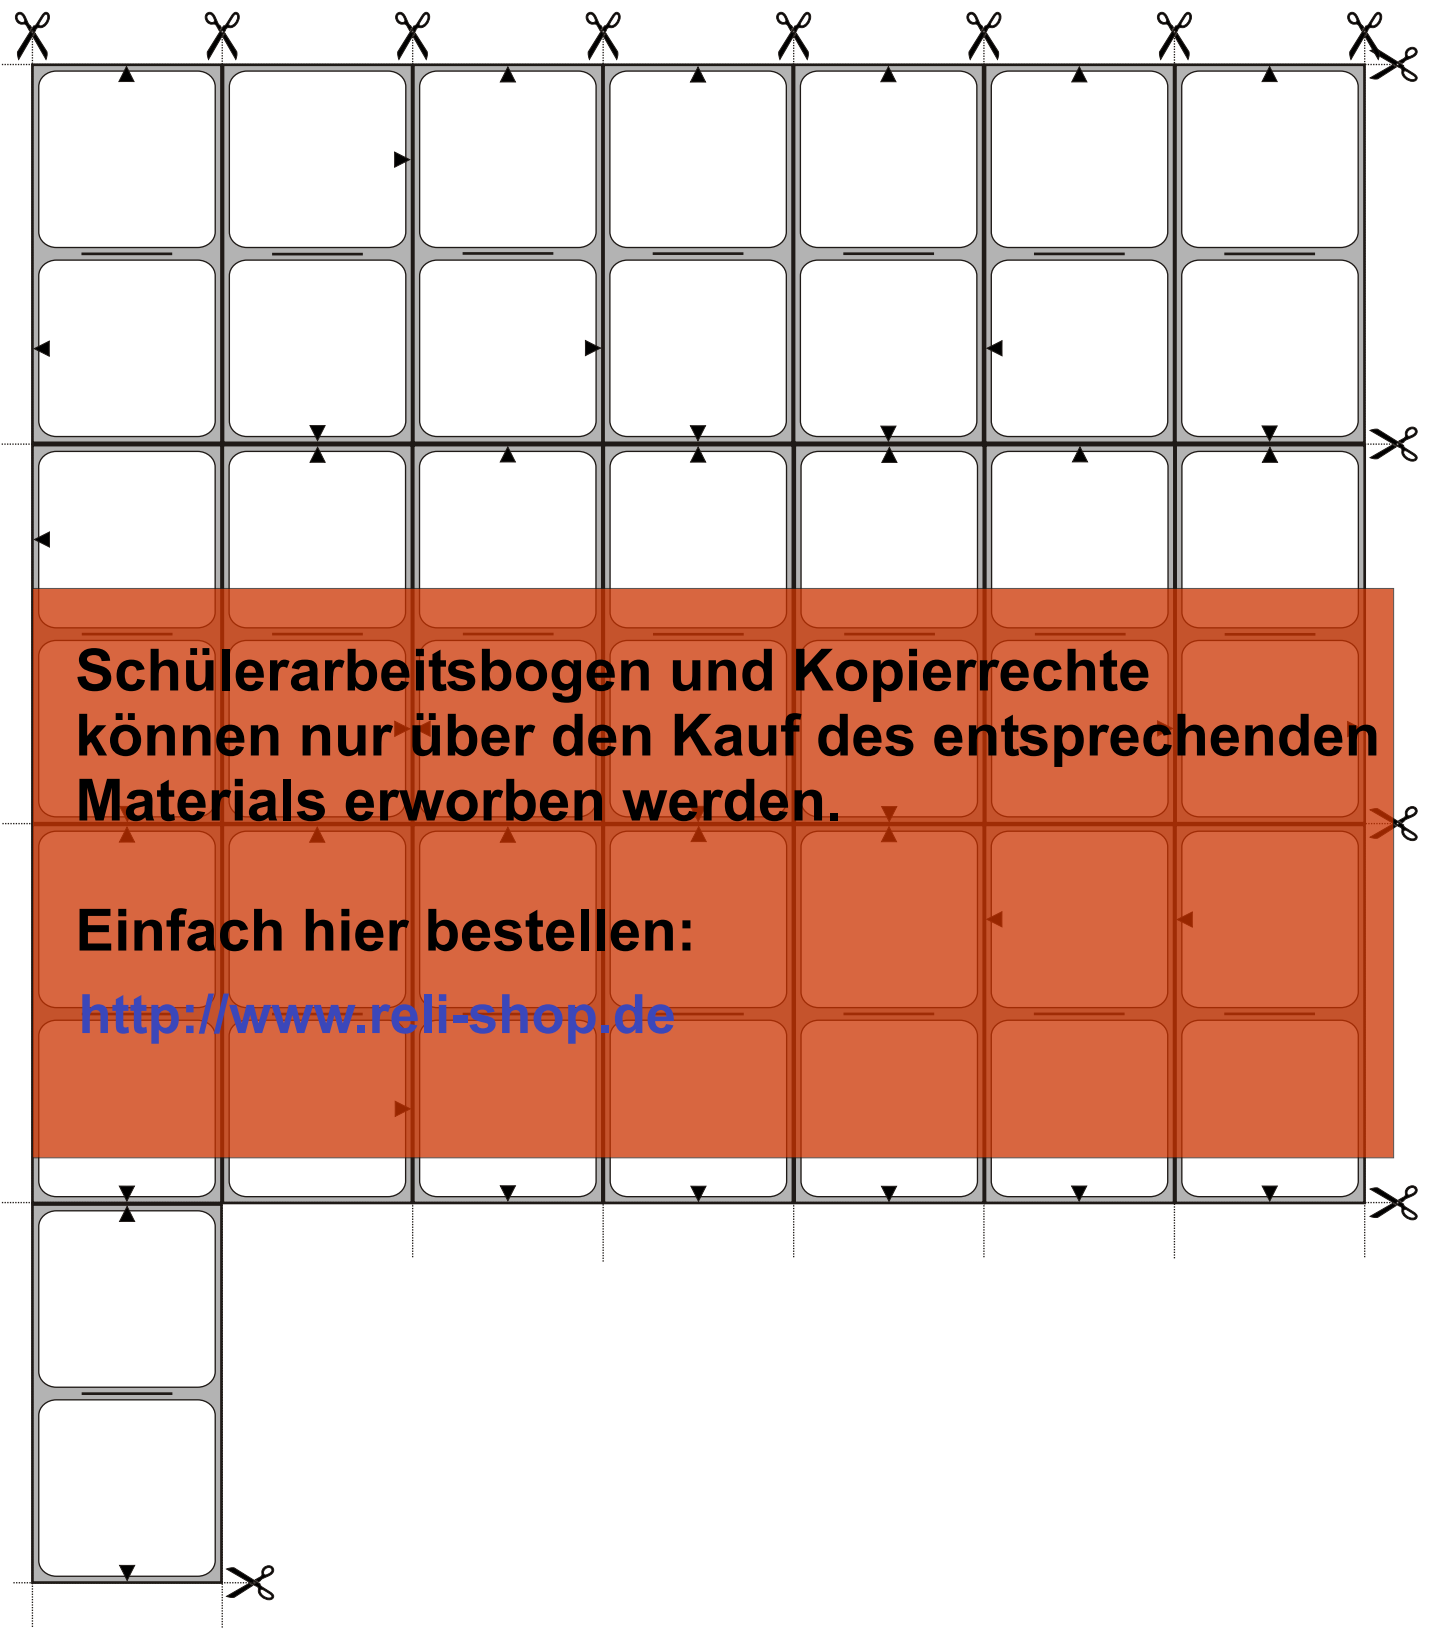 Schülerarbeitsbogen und Kopierrechte
können nur über den Kauf des entsprechenden
Materials erworben werden.
Einfach hier bestellen:
http://www.reli-shop.de